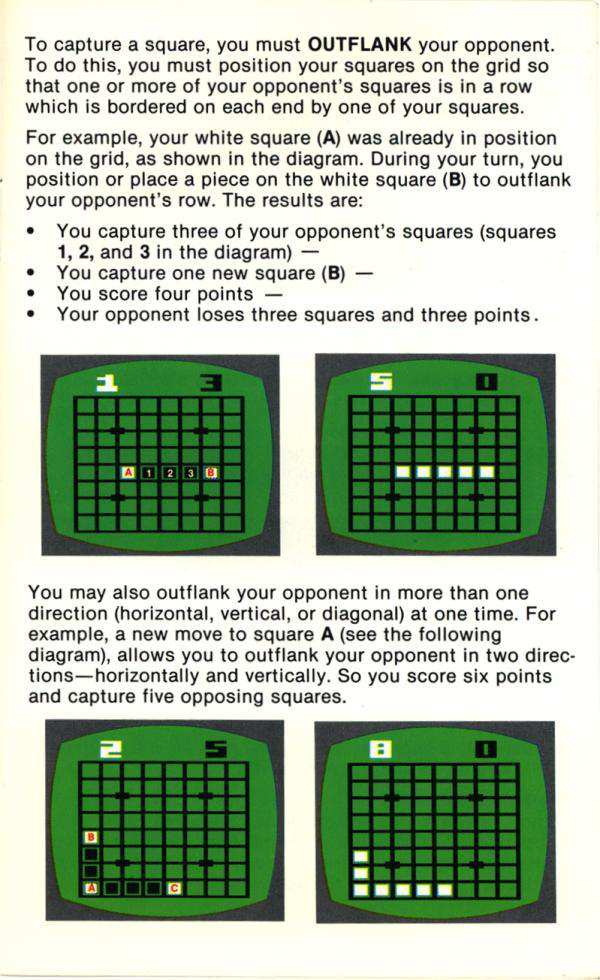 To capture a square, you must OUTFLANK your opponent.
To do this, you must position your squares on the grid so
that one or more of your opponent's squares is in a row
which is bordered on each end by one of your squares.
For example, your white square (A) was already in position
on the grid, as shown in the diagram. During your turn, you
position or place a piece on the white square (B) to outflank
your opponent's row. The results are:
• You capture three of your opponent's squares (squares
1, 2, and 3 in the diagram) —
• You capture one new square (B) —
• You score four points —
• Your opponent loses three squares and three points.
1 3
A 1 2 3 B
5 0
You may also outflank your opponent in more than one
direction (horizontal, vertical, or diagonal) at one time. For
example, a new move to square A (see the following
diagram), allows you to outflank your opponent in two direc-
tions—horizontally and vertically. So you score six points
and capture five opposing squares.
2 5
B
A C
8 0